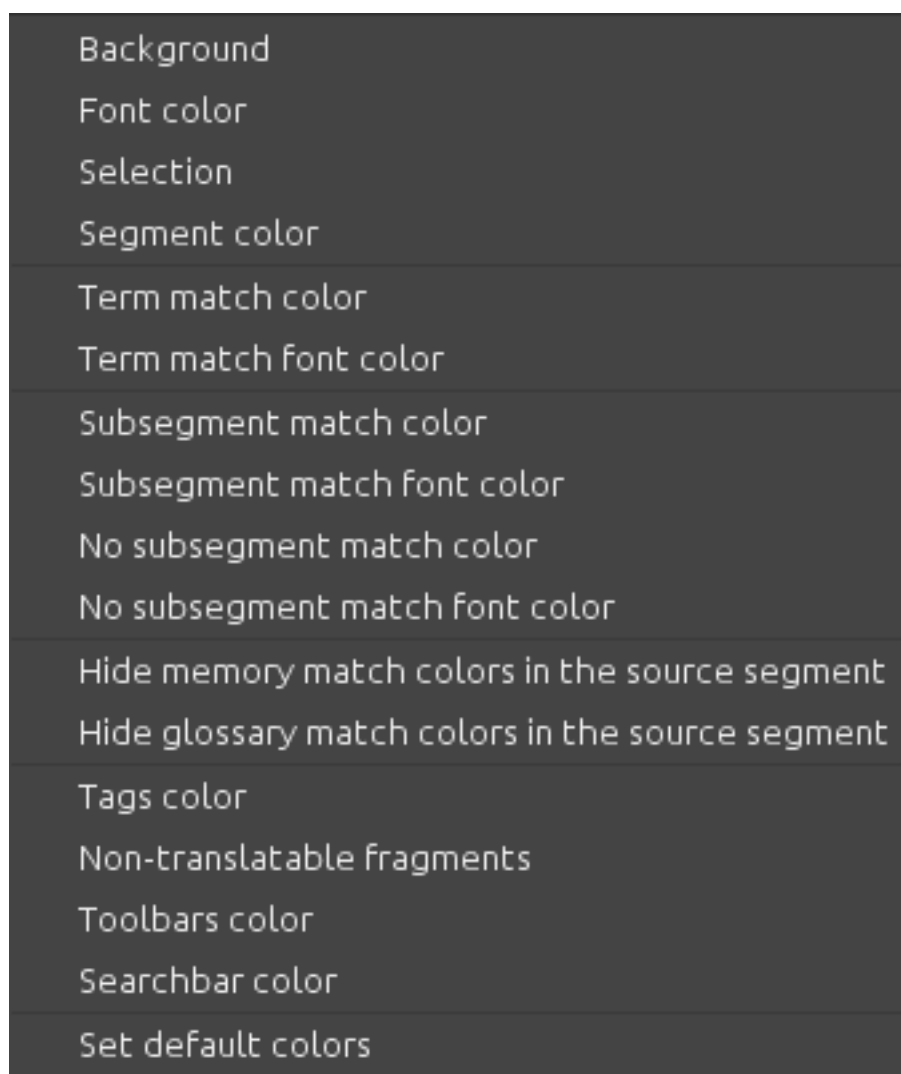 Background
Font color
Selection
Segment color
Term match color
Term match font color
Subsegment match color
Subsegment match font color
No subsegment match color
No subsegment match font color
Hide memory match colors in the source segment
Hide glossary match colors in the source segment
Tags color
Non-translatable fragments
Toolbars color
Searchbar color
Set default colors